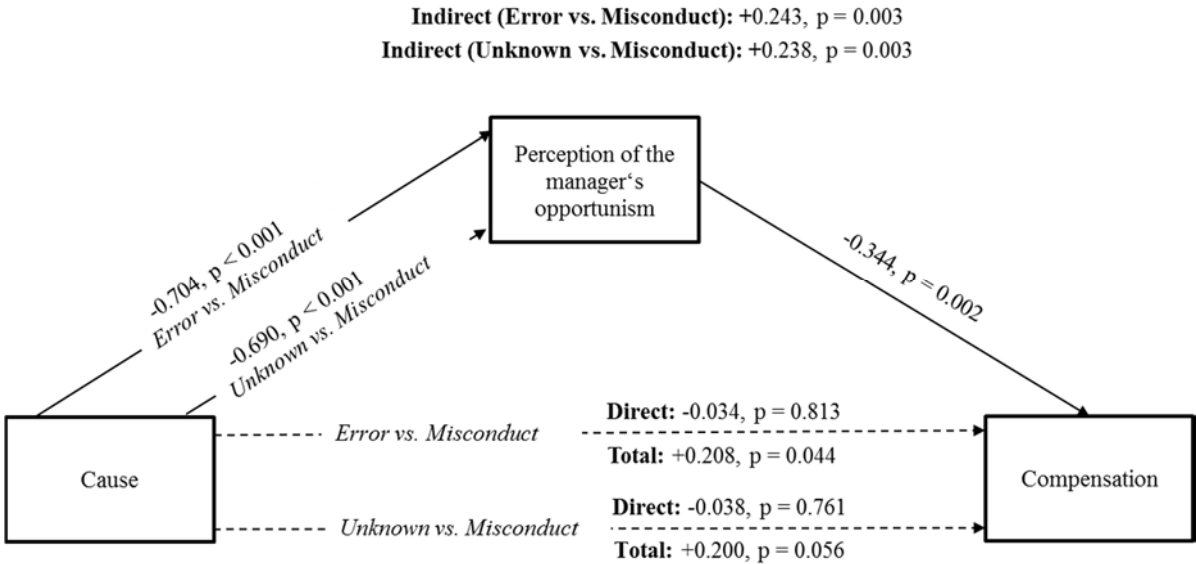 Indirect (Error vs. Misconduct): +0.243, p = 0.003
Indirect (Unknown vs. Misconduct): +0.238, p = 0.003
Perception of the
manager‘s
opportunism
-0.704, p < 0.001
Error vs. Misconduct
-0.690, p < 0.001
Unknown vs. Misconduct
-0.344, p = 0.002
Cause
Error vs. Misconduct
Direct: -0.034, p = 0.813
Total: +0.208, p = 0.044
Unknown vs. Misconduct
Direct: -0.038, p = 0.761
Total: +0.200, p = 0.056
Compensation